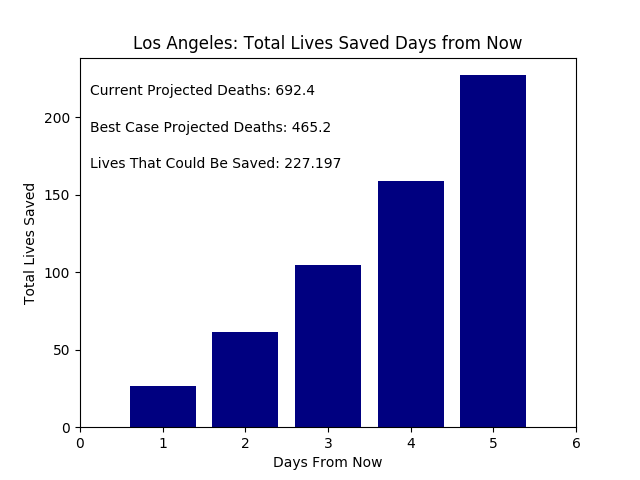 Los Angeles: Total Lives Saved Days from Now
Current Projected Deaths: 692.4
Best Case Projected Deaths: 465.2
Lives That Could Be Saved: 227.197
Total Lives Saved
200
150
100
50
0
0 1 2 3 4 5 6
Days From Now